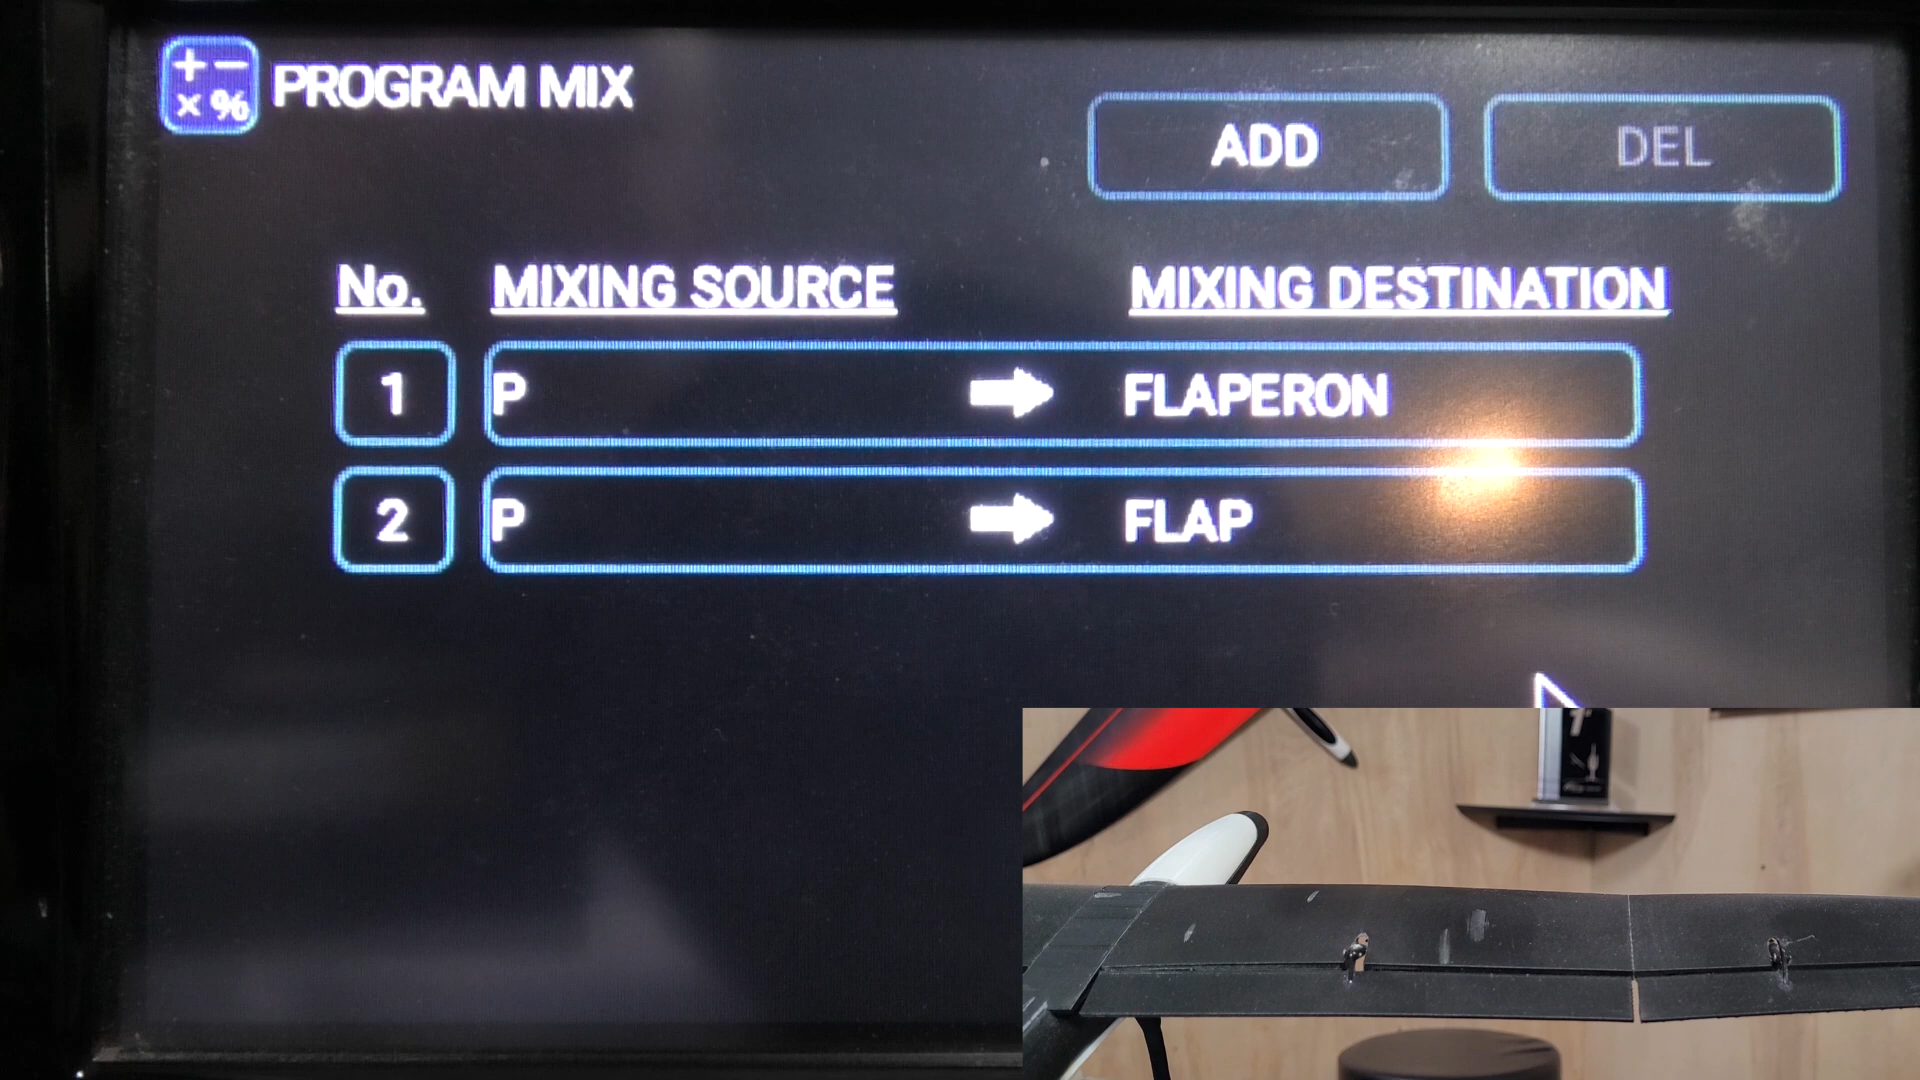 + −
× %
PROGRAM MIX
ADD
DEL
No. MIXING SOURCE MIXING DESTINATION
1 P FLAPERON
2 P FLAP